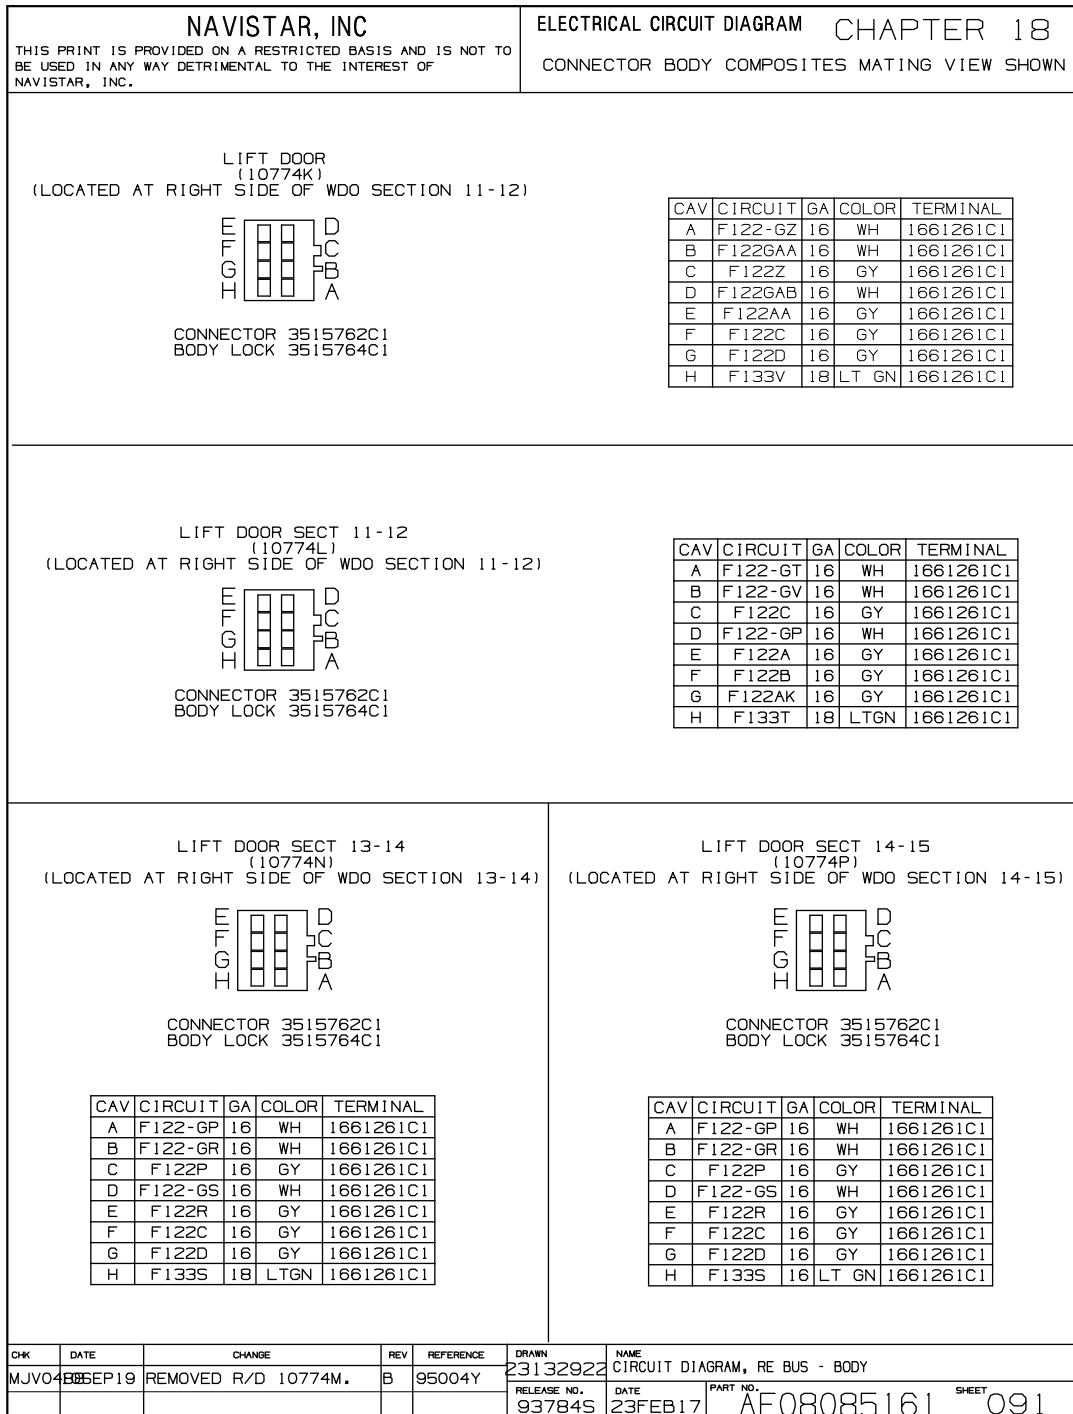 NAVISTAR, INC
THIS PRINT IS PROVIDED ON A RESTRICTED BASIS AND IS NOT TO
BE USED IN ANY WAY DETRIMENTAL TO THE INTEREST OF
NAVISTAR, INC.
ELECTRICAL CIRCUIT DIAGRAM CHAPTER 18
CONNECTOR BODY COMPOSITES MATING VIEW SHOWN
LIFT DOOR
(10774K)
(LOCATED AT RIGHT SIDE OF WDO SECTION 11-12)
E D
F C
G B
H A
CONNECTOR 3515762C1
BODY LOCK 3515764C1
CAV CIRCUIT GA COLOR TERMINAL
A F122-GZ 16 WH 1661261C1
B F122GAA 16 WH 1661261C1
C F122Z 16 GY 1661261C1
D F122GAB 16 WH 1661261C1
E F122AA 16 GY 1661261C1
F F122C 16 GY 1661261C1
G F122D 16 GY 1661261C1
H F133V 18 LT GN 1661261C1
LIFT DOOR SECT 11-12
(10774L)
(LOCATED AT RIGHT SIDE OF WDO SECTION 11-12)
E D
F C
G B
H A
CONNECTOR 3515762C1
BODY LOCK 3515764C1
CAV CIRCUIT GA COLOR TERMINAL
A F122-GT 16 WH 1661261C1
B F122-GV 16 WH 1661261C1
C F122C 16 GY 1661261C1
D F122-GP 16 WH 1661261C1
E F122A 16 GY 1661261C1
F F122B 16 GY 1661261C1
G F122AK 16 GY 1661261C1
H F133T 18 LTGN 1661261C1
LIFT DOOR SECT 13-14
(10774N)
(LOCATED AT RIGHT SIDE OF WDO SECTION 13-14)
E D
F C
G B
H A
CONNECTOR 3515762C1
BODY LOCK 3515764C1
CAV CIRCUIT GA COLOR TERMINAL
A F122-GP 16 WH 1661261C1
B F122-GR 16 WH 1661261C1
C F122P 16 GY 1661261C1
D F122-GS 16 WH 1661261C1
E F122R 16 GY 1661261C1
F F122C 16 GY 1661261C1
G F122D 16 GY 1661261C1
H F133S 18 LTGN 1661261C1
LIFT DOOR SECT 14-15
(10774P)
(LOCATED AT RIGHT SIDE OF WDO SECTION 14-15)
E D
F C
G B
H A
CONNECTOR 3515762C1
BODY LOCK 3515764C1
CAV CIRCUIT GA COLOR TERMINAL
A F122-GP 16 WH 1661261C1
B F122-GR 16 WH 1661261C1
C F122P 16 GY 1661261C1
D F122-GS 16 WH 1661261C1
E F122R 16 GY 1661261C1
F F122C 16 GY 1661261C1
G F122D 16 GY 1661261C1
H F133S 16 LT GN 1661261C1
CHK DATE CHANGE REV REFERENCE
REMOVED R/D 10774M. B 95004Y
DRAWN
23132922
NAME
CIRCUIT DIAGRAM, RE BUS - BODY
RELEASE NO.
93784S
DATE
23FEB17
PART NO.
AF08085161
SHEET
091